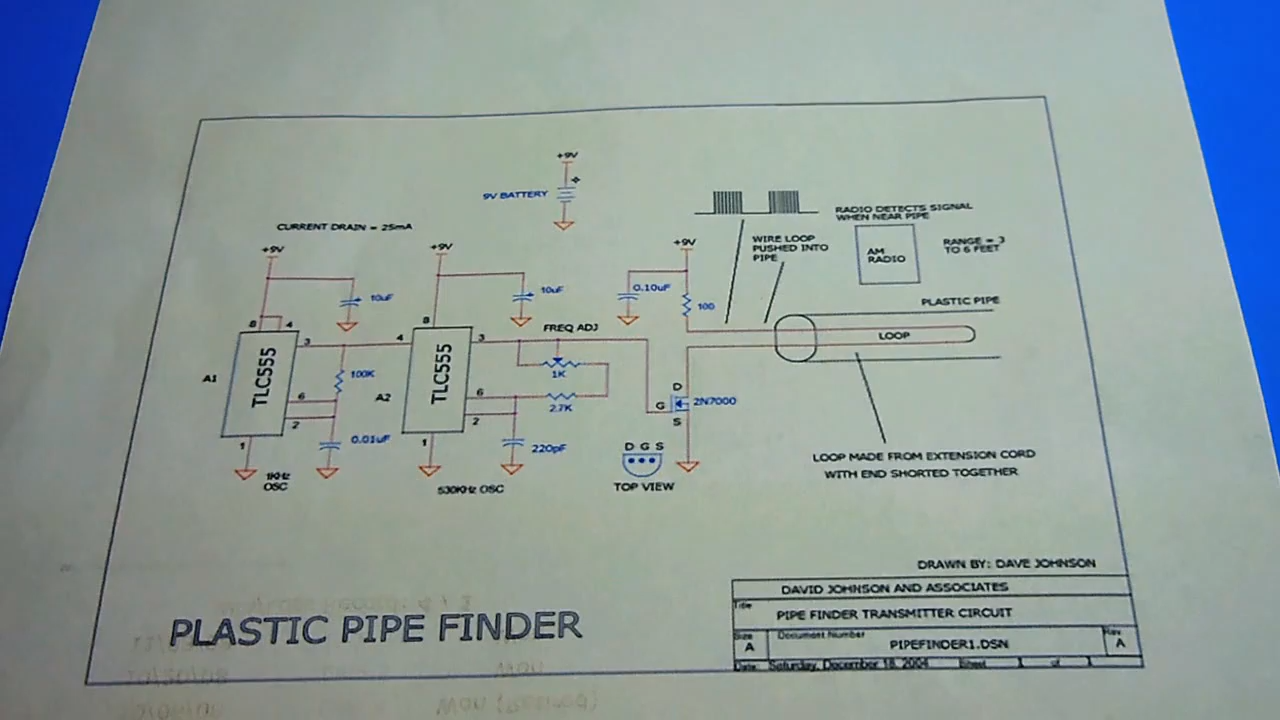 +9V
9V BATTERY
CURRENT DRAIN = 25mA
+9V
+9V
+9V
10uF
10uF
0.10uF
100
WIRE LOOP
PUSHED INTO
PIPE
RADIO DETECTS SIGNAL
WHEN NEAR PIPE
AM
RADIO
RANGE = 3
TO 6 FEET
PLASTIC PIPE
LOOP
8
4
3
A1
TLC555
6
2
1
100K
0.01uF
1KHz
OSC
8
4
3
A2
TLC555
6
2
1
FREQ ADJ
1K
2.7K
220pF
530KHz OSC
D
G
S
2N7000
D G S
TOP VIEW
LOOP MADE FROM EXTENSION CORD
WITH END SHORTED TOGETHER
PLASTIC PIPE FINDER
DRAWN BY: DAVE JOHNSON
DAVID JOHNSON AND ASSOCIATES
Title
PIPE FINDER TRANSMITTER CIRCUIT
Size
A
Document Number
PIPEFINDER1.DSN
Rev
A
Date: Saturday, December 18, 2004 Sheet 1 of 1